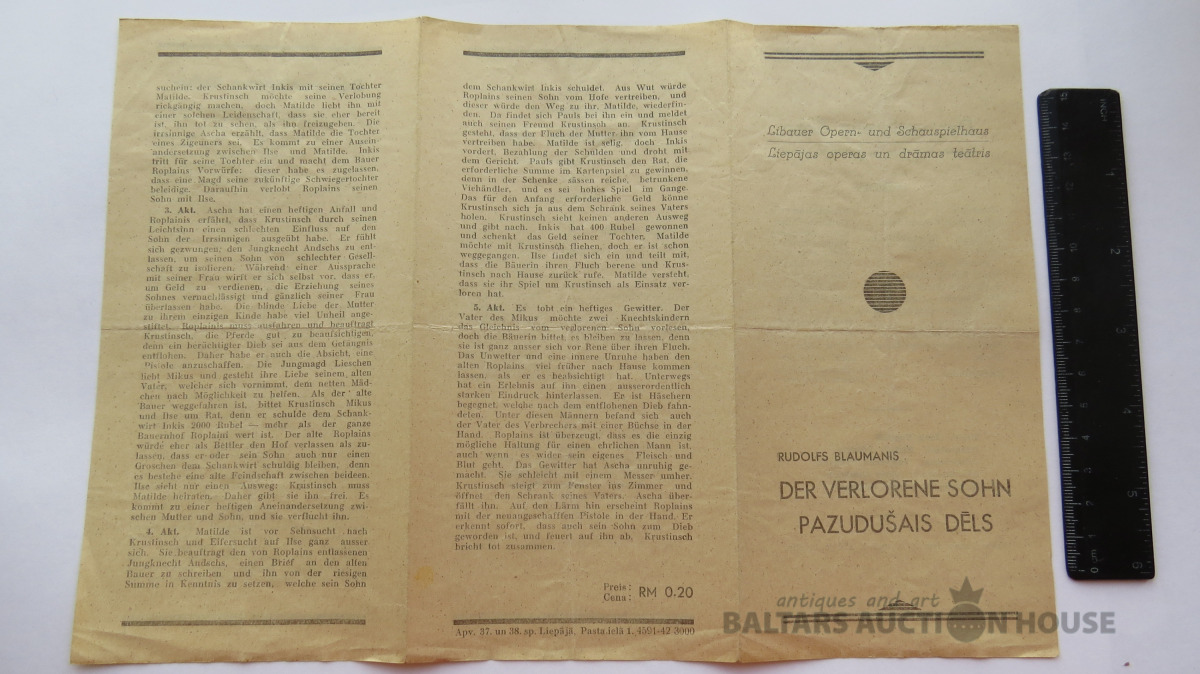 suchein: der Schankwirt Inkis mit seiner Tochter
Matilde. Krustinsch möchte seine Verlobung
rückgängig machen, doch Matilde liebt ihn mit
einer solchen Leidenschaft, dass sie eher bereit
ist, ihn tot zu sehen, als ihn freizugeben. Die
irrsinnige Ascha erzählt, dass Matilde die Tochter
eines Zigeuners sei. Es kommt zu einer Ausein-
andersetzung zwischen Ilse und Matilde. Inkis
tritt für seine Tochter ein und macht dem Bauer
Roplains Vorwürfe: dieser habe es zugelassen,
dass eine Magd seine zukünftige Schwiegertochter
beleidige. Daraufhin verlobt Roplains seinen
Sohn mit Ilse.
3. Akt. Ascha hat einen heftigen Anfall und
Roplainis erfährt, dass Krustinsch durch seinen
Leichtsinn einen schlechten Einfluss auf den
Sohn der Irrsinnigen ausgeübt habe. Er fühlt
sich gezwungen, den Jungknecht Andschs zu ent-
lassen, um seinen Sohn von schlechter Gesell-
schaft zu isolieren. Während einer Aussprache
mit seiner Frau wirft er sich selbst vor, dass er,
um Geld zu verdienen, die Erziehung seines
Sohnes vernachlässigt und gänzlich seiner Frau
überlassen habe. Die blinde Liebe der Mutter
zu ihrem einzigen Kinde habe viel Unheil ange-
stiftet. Roplainis muss ausfahren und beauftragt
Krustinsch, die Pferde gut zu beaufsichtigen,
denn ein berüchtigter Dieb sei aus dem Gefängnis
entflohen. Daher habe er auch die Absicht, eine
Pistole anzuschaffen. Die Jungmagd Lieschen
liebt Mikus und gesteht ihre Liebe seinem alten
Vater, welcher sich vornimmt, dem netten Mäd-
chen nach Möglichkeit zu helfen. Als der alte
Bauer weggefahren ist, bittet Krustinsch Mikus
und Ilse um Rat, denn er schulde dem Schank-
wirt Inkis 2000 Rubel — mehr als der ganze
Bauernhof Roplaini wert ist. Der alte Roplains
würde eher als Bettler den Hof verlassen als zu-
lassen, dass er oder sein Sohn auch nur einen
Groschen dem Schankwirt schuldig bleiben, denn
es bestehe eine alte Feindschaft zwischen beiden.
Ilse sieht nur einen Ausweg: Krustinsch muss
Matilde heiraten. Daher gibt sie ihn frei. Es
kommt zu einer heftigen Aneinandersetzung zwi-
schen Mutter und Sohn, und sie verflucht ihn.
4. Akt. Matilde ist vor Sehnsucht nach
Krustinsch und Eifersucht auf Ilse ganz ausser
sich. Sie beauftragt den von Roplains entlassenen
Jungknecht Andschs, einen Brief an den alten
Bauer zu schreiben und ihn von der riesigen
Summe in Kenntnis zu setzen, welche sein Sohn
dem Schankwirt Inkis schuldet. Aus Wut würde
Roplains seinen Sohn vom Hofe vertreiben, und
dieser würde den Weg zu ihr, Matilde, wiederfin-
den. Da findet sich Pauls bei ihn ein und meldet
auch seinen Freund Krustinsch an. Krustinsch
gesteht, dass der Fluch der Mutter ihn vom Hause
vertreiben habe. Matilde ist selig, doch Inkis
vordert Bezahlung der Schulden und droht mit
dem Gericht. Pauls gibt Krustinsch den Rat, die
erforderliche Summe im Kartenspiel zu gewinnen,
denn in der Schenke sässen reiche, betrunkene
Viehändler, und es sei hohes Spiel im Gange.
Das für den Anfang erforderliche Geld könne
Krustinsch sich ja aus dem Schrank seines Vaters
holen. Krustinsch sieht keinen anderen Ausweg
und gibt nach. Inkis hat 400 Rubel gewonnen
und schenkt das Geld seiner Tochter. Matilde
möchte mit Krustinsch fliehen, doch er ist schon
weggegangen. Ilse findet sich ein und teilt mit,
dass die Bäuerin ihren Fluch bereue und Krus-
tinsch nach Hause zurück rufe. Matilde versteht,
dass sie ihr Spiel um Krustinsch als Einsatz ver-
loren hat.
5. Akt. Es tobt ein heftiges Gewitter. Der
Vater des Mikus möchte zwei Knechtskindern
das Gleichnis vom verlorenen Sohn vorlesen,
doch die Bäuerin bittet, es bleiben zu lassen, denn
sie ist ganz ausser sich vor Reue über ihren Fluch.
Das Unwetter und eine innere Unruhe haben den
alten Roplains viel früher nach Hause kommen
lassen, als er es beabsichtigt hat. Unterwegs
hat ein Erlebnis auf ihn einen ausserordentlich
starken Eindruck hinterlassen. Er ist Häschern
begegnet, welche nach dem entflohenen Dieb fahn-
deten. Unter diesen Männern befand sich auch
der Vater des Verbrechers mit einer Büchse in der
Hand. Roplains ist überzeugt, dass es die einzig
mögliche Haltung für einen ehrlichen Mann ist,
auch wenn es wider sein eigenes Fleisch und
Blut geht. Das Gewitter hat Ascha unruhig ge-
macht. Sie schleicht mit einem Messer umher.
Krustinsch steigt zum Fenster ins Zimmer und
öffnet den Schrank seines Vaters. Ascha über-
fällt ihn. Auf den Lärm hin erscheint Roplains
mit der neuangeschafften Pistole in der Hand. Er
erkennt sofort, dass auch sein Sohn zum Dieb
geworden ist, und feuert auf ihn ab. Krustinsch
bricht tot zusammen.
Preis:
Cena: RM 0.20
Apv. 37. un 38. sp. Liepājā, Pasta ielā 1. 4591-42 3000
Libauer Opern- und Schauspielhaus
Liepājas operas un drāmas teātris
RUDOLFS BLAUMANIS
DER VERLORENE SOHN
PAZUDUŠAIS DĒLS
antiques and art
BALTARS AUCTION HOUSE